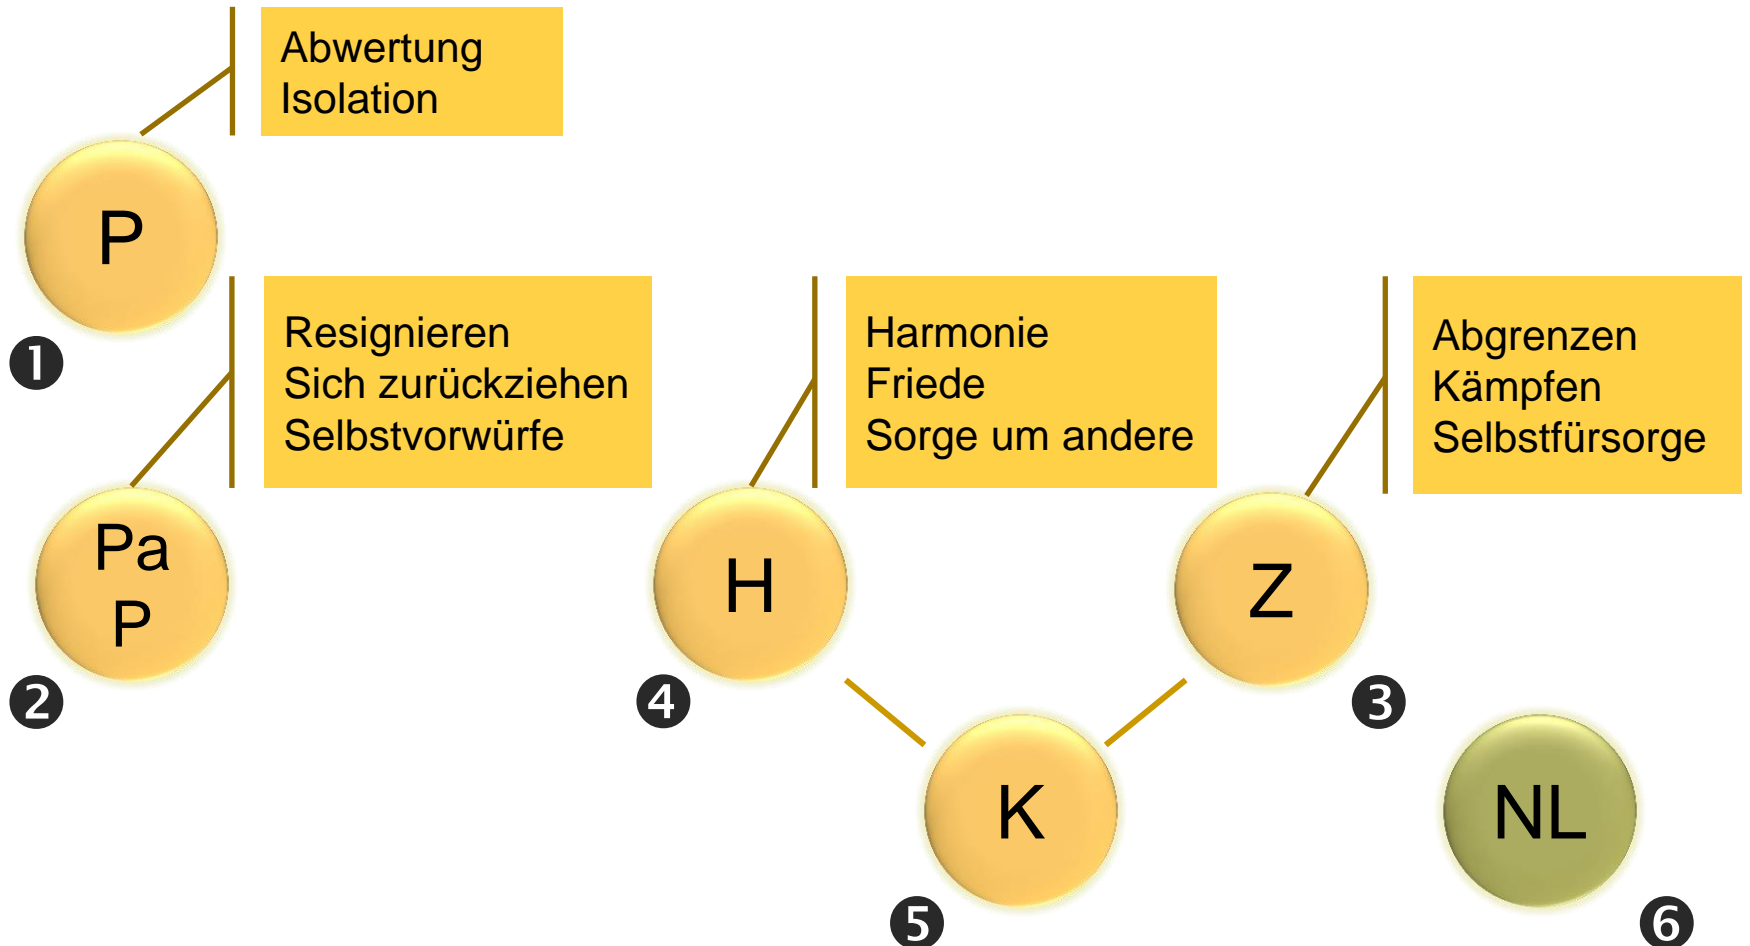 Abwertung
Isolation
P
❶
Resignieren
Sich zurückziehen
Selbstvorwürfe
Pa
P
❷
Harmonie
Friede
Sorge um andere
H
❹
Abgrenzen
Kämpfen
Selbstfürsorge
Z
❸
K
❺
NL
❻